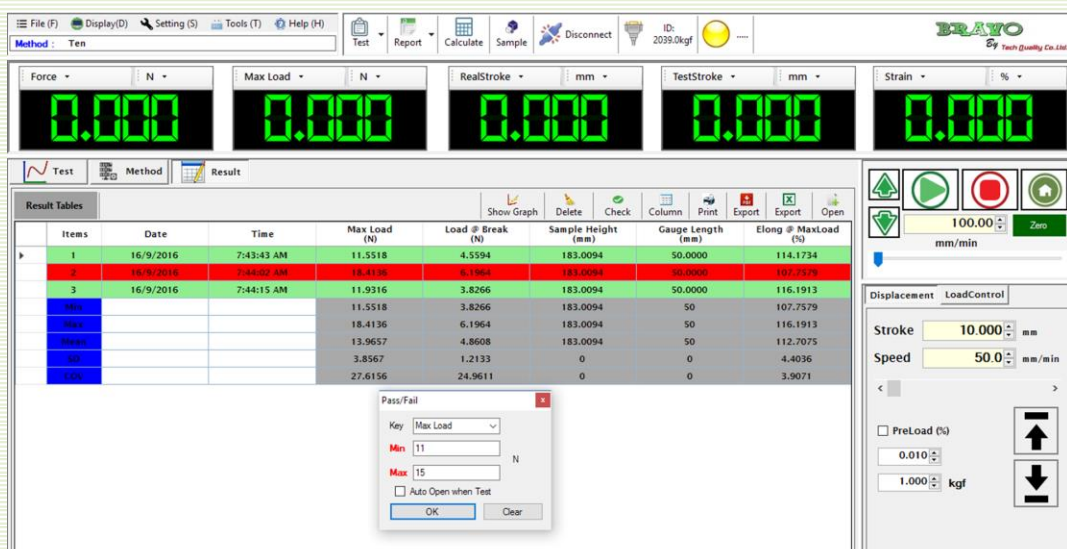 File (F) Display(D) Setting (S) Tools (T) Help (H)
Method : Ten
Test Report Calculate Sample Disconnect ID: 2039.0kgf ....
BRAVO
By Tech Quality Co.Ltd
Force N Max Load N RealStroke mm TestStroke mm Strain %
0.000 0.000 0.000 0.000 0.000
Test Method Result
Result Tables Show Graph Delete Check Column Print Export Export Open
Items Date Time Max Load (N) Load @ Break (N) Sample Height (mm) Gauge Length (mm) Elong @ MaxLoad (%)
1 16/9/2016 7:43:43 AM 11.5518 4.5594 183.0094 50.0000 114.1734
2 16/9/2016 7:44:02 AM 18.4136 6.1964 183.0094 50.0000 107.7579
3 16/9/2016 7:44:15 AM 11.9316 3.8266 183.0094 50.0000 116.1913
Min 11.5518 3.8266 183.0094 50 107.7579
Max 18.4136 6.1964 183.0094 50 116.1913
Mean 13.9657 4.8608 183.0094 50 112.7075
SD 3.8567 1.2133 0 0 4.4036
COV 27.6156 24.9611 0 0 3.9071
Pass/Fail
Key Max Load
Min 11
N
Max 15
Auto Open when Test
OK Clear
100.00 Zero
mm/min
Displacement LoadControl
Stroke 10.000 mm
Speed 50.0 mm/min
PreLoad (%)
0.010
1.000 kgf